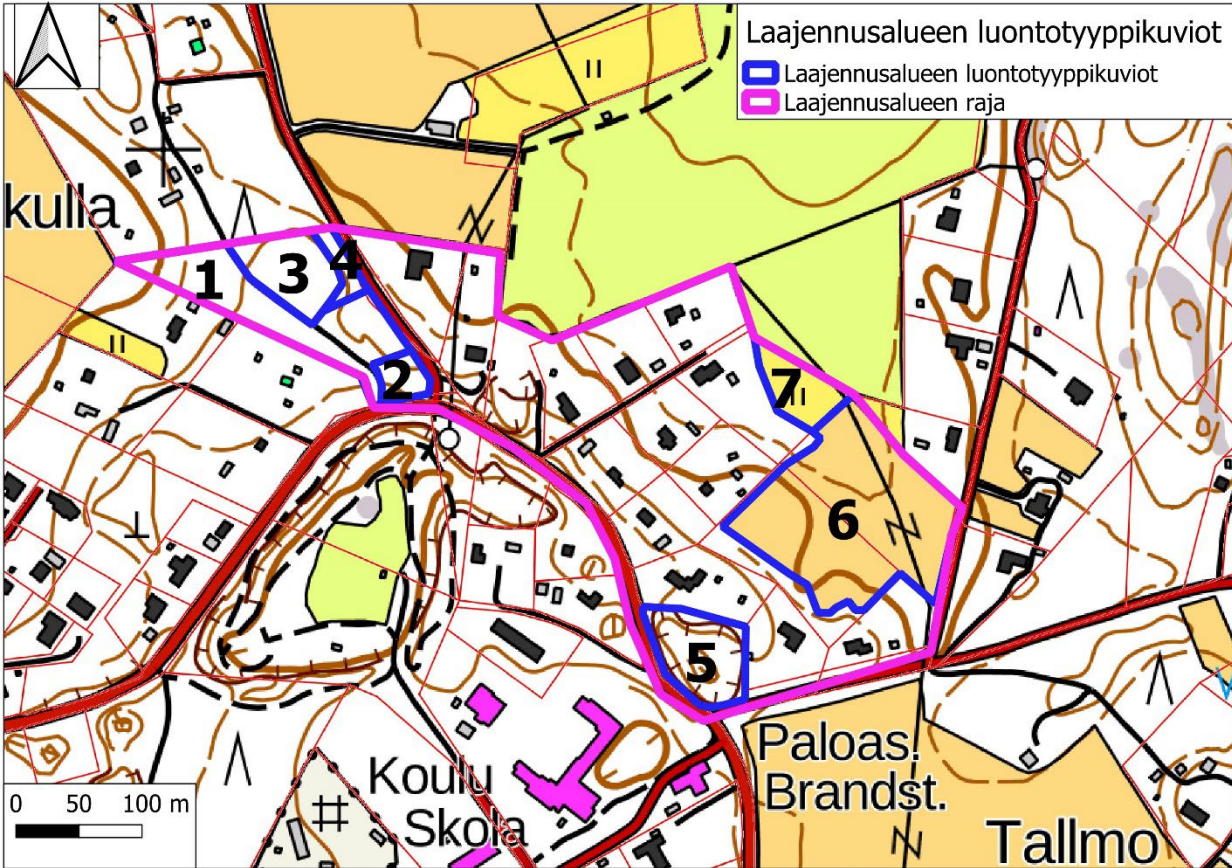 Laajennusalueen luontotyyppikuviot
Laajennusalueen luontotyyppikuviot
Laajennusalueen raja
kulla
1
3
4
2
7
6
5
Koulu
Skola
Paloas.
Brandst.
Tallmo
0 50 100 m